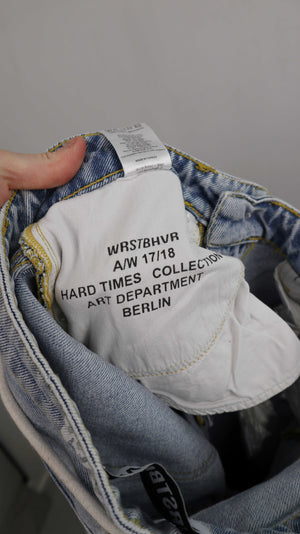 WRSTBHVR
A/W 17/18
HARD TIMES COLLECTION
ART DEPARTMENT
BERLIN